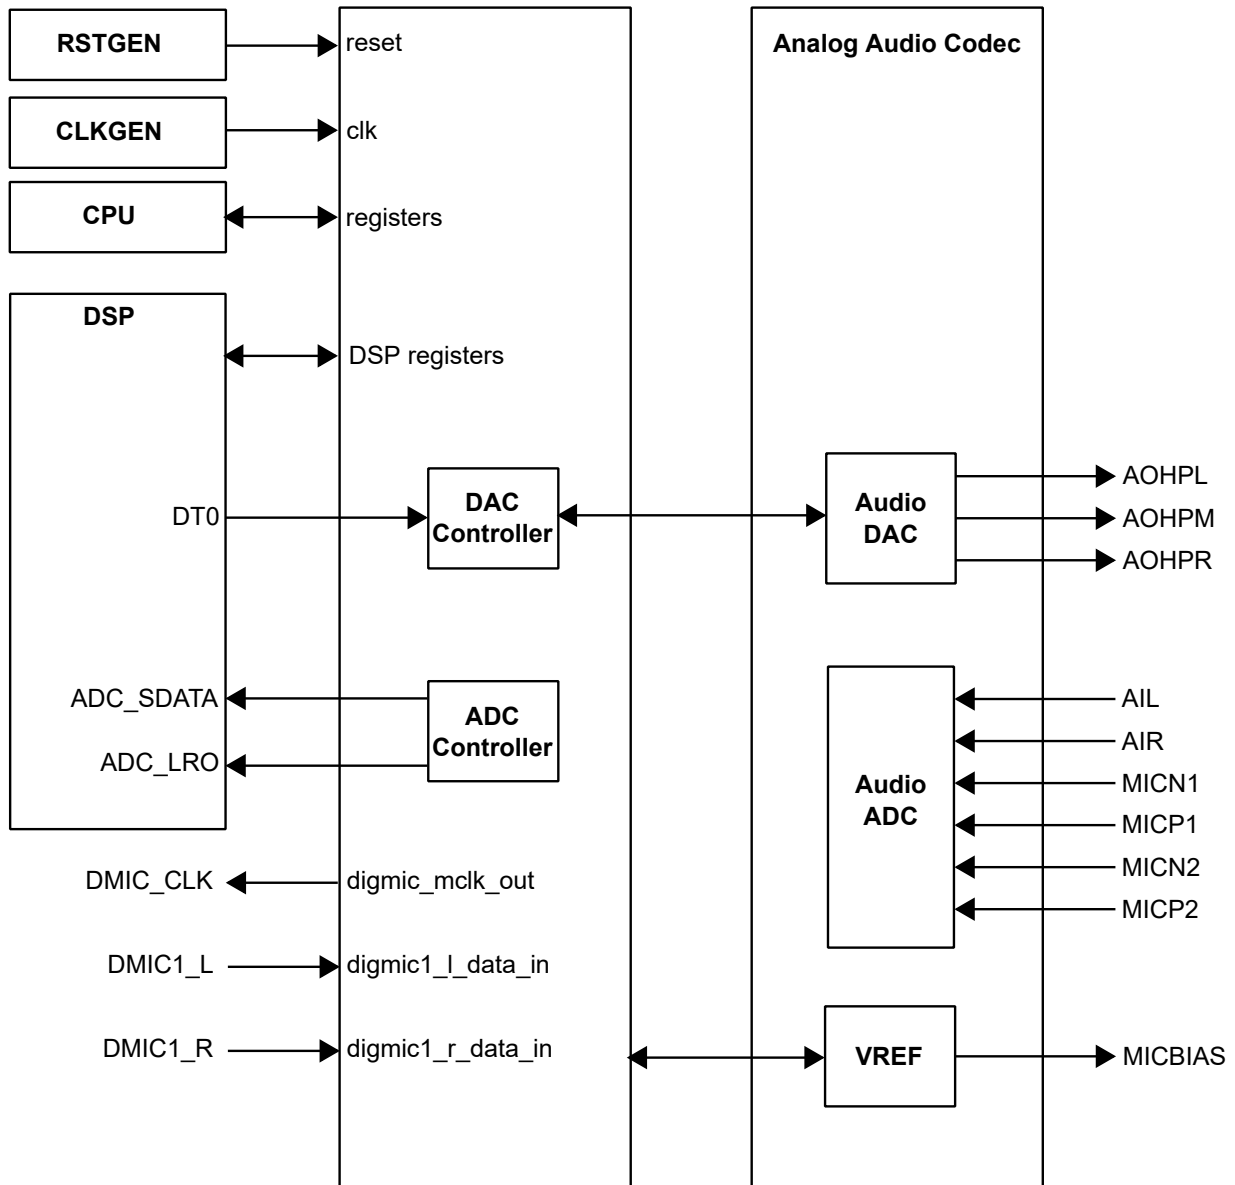 RSTGEN
reset
Analog Audio Codec
CLKGEN
clk
CPU
registers
DSP
DSP registers
DT0
DAC
Controller
Audio
DAC
AOHPL
AOHPM
AOHPR
ADC_SDATA
ADC_LRO
ADC
Controller
Audio
ADC
AIL
AIR
MICN1
MICP1
MICN2
MICP2
DMIC_CLK
digmic_mclk_out
DMIC1_L
digmic1_l_data_in
DMIC1_R
digmic1_r_data_in
VREF
MICBIAS